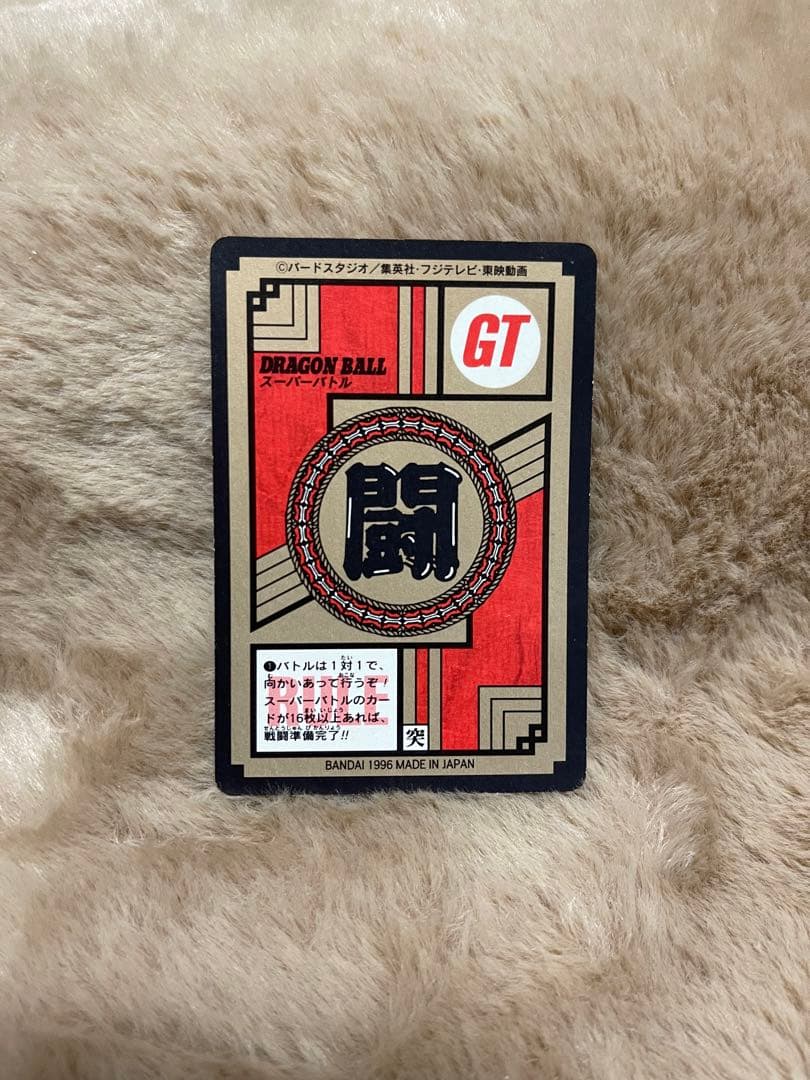 ©バードスタジオ／集英社・フジテレビ・東映動画
GT
DRAGON BALL
スーパーバトル
闘
❶バトルは1対1で、
向かいあって行うぞ！
スーパーバトルのカー
ドが16枚以上あれば、
戦闘準備完了!!
RULE
突
BANDAI 1996 MADE IN JAPAN